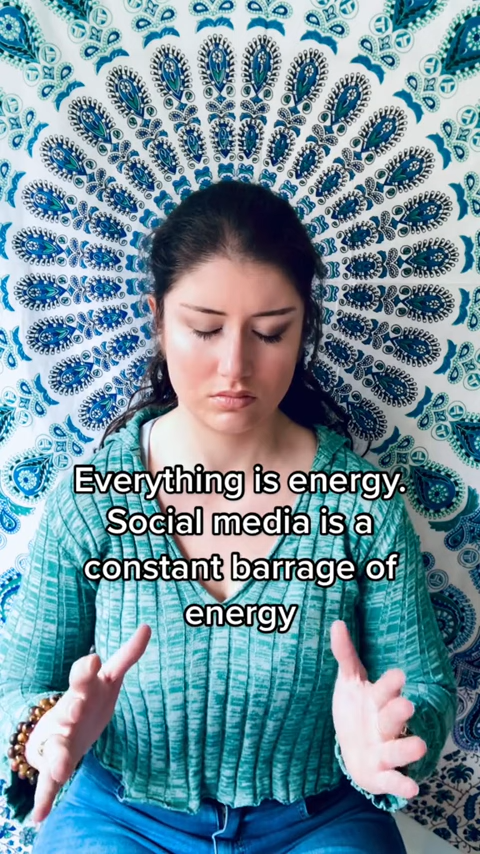 Everything is energy.
Social media is a
constant barrage of
energy